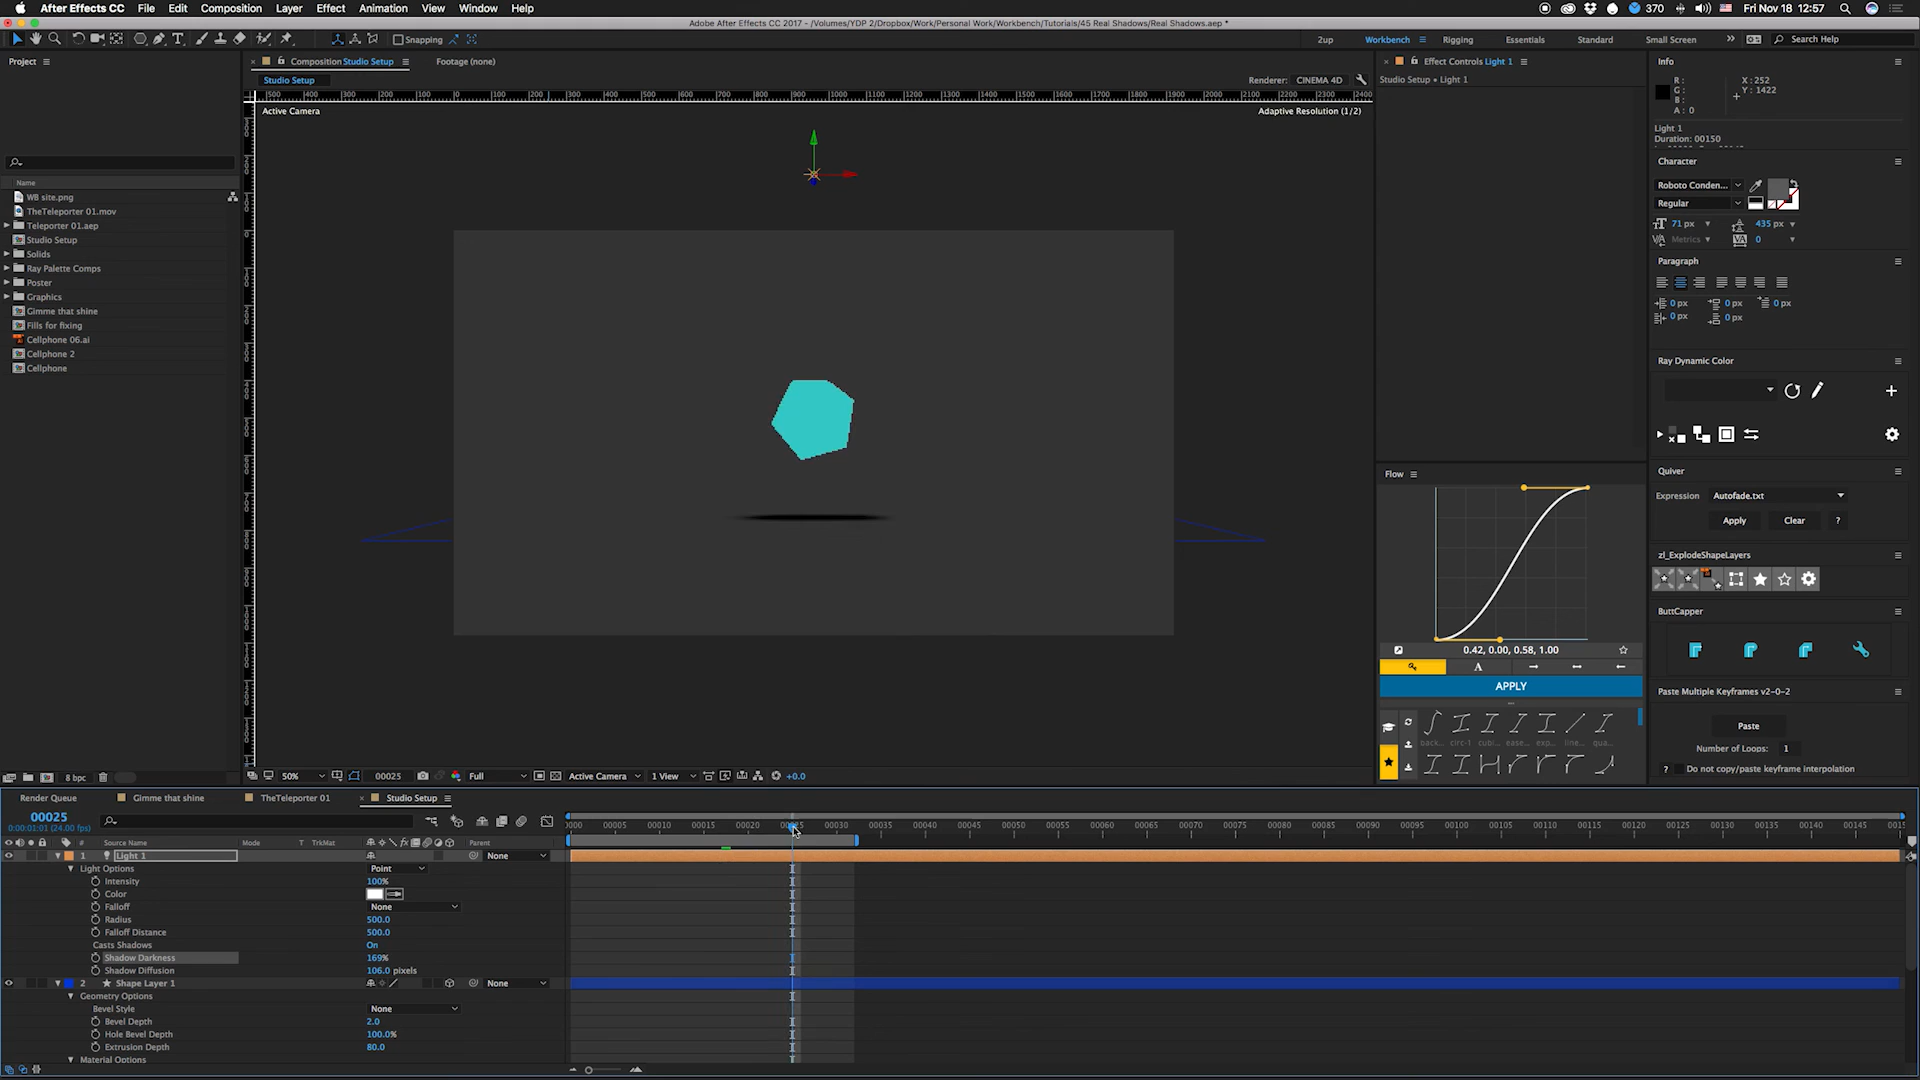 After Effects CC File Edit Composition Layer Effect Animation View Window Help 370 Fri Nov 18 12:57
Adobe After Effects CC 2017 - /Volumes/YDP 2/Dropbox/Work/Personal Work/Workbench/Tutorials/45 Real Shadows/Real Shadows.aep *
Snapping 2up Workbench Rigging Essentials Standard Small Screen Search Help
Project Composition Studio Setup Footage (none) Effect Controls Light 1 Info
Studio Setup Renderer: CINEMA 4D Studio Setup • Light 1
R: X: 252
G: Y: 1422
B:
A: 0
Active Camera Adaptive Resolution (1/2)
Light 1
Duration: 00150
Character
Name
WB site.png
TheTeleporter 01.mov
Teleporter 01.aep
Studio Setup
Solids
Ray Palette Comps
Poster
Graphics
Gimme that shine
Fills for fixing
Cellphone 06.ai
Cellphone 2
Cellphone
Roboto Conden...
Regular
71 px 435 px
Metrics 0
Paragraph
0 px 0 px 0 px
0 px 0 px
Ray Dynamic Color
Quiver
Expression Autofade.txt
Apply Clear ?
zl_ExplodeShapeLayers
ButtCapper
Paste Multiple Keyframes v2-0-2
Paste
Number of Loops: 1
? Do not copy/paste keyframe interpolation
Flow
0.42, 0.00, 0.58, 1.00
A
APPLY
back... circ-1 cubi... ease... exp... line... qua...
8 bpc 50% 00025 Full Active Camera 1 View +0.0
Render Queue Gimme that shine TheTeleporter 01 Studio Setup
00025
0:00:01:01 (24.00 fps)
0000 00005 00010 00015 00020 00025 00030 00035 00040 00045 00050 00055 00060 00065 00070 00075 00080 00085 00090 00095 00100 00105 00110 00115 00120 00125 00130 00135 00140 00145 0015
# Source Name Mode T TrkMat Parent
1 Light 1 None
Light Options Point
Intensity 100%
Color
Falloff None
Radius 500.0
Falloff Distance 500.0
Casts Shadows On
Shadow Darkness 169%
Shadow Diffusion 106.0 pixels
2 Shape Layer 1 None
Geometry Options
Bevel Style None
Bevel Depth 2.0
Hole Bevel Depth 100.0%
Extrusion Depth 80.0
Material Options